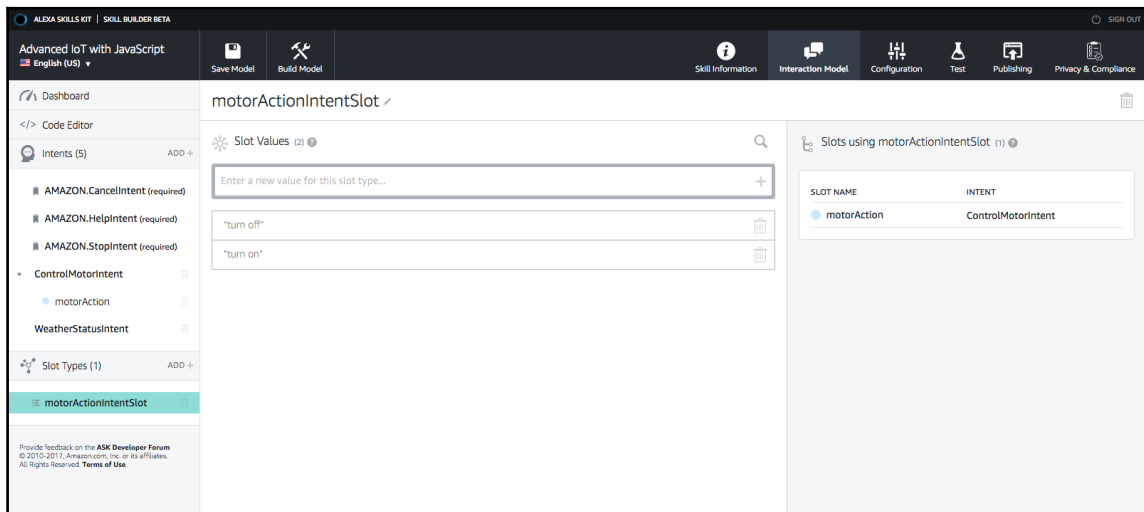 ALEXA SKILLS KIT | SKILL BUILDER BETA
SIGN OUT
Advanced IoT with JavaScript
English (US) ▼
Save Model
Build Model
Skill Information
Interaction Model
Configuration
Test
Publishing
Privacy & Compliance
Dashboard
</> Code Editor
Intents (5)
ADD +
AMAZON.CancelIntent (required)
AMAZON.HelpIntent (required)
AMAZON.StopIntent (required)
ControlMotorIntent
motorAction
WeatherStatusIntent
Slot Types (1)
ADD +
motorActionIntentSlot
Provide feedback on the ASK Developer Forum
© 2010-2017, Amazon.com, Inc. or its affiliates.
All Rights Reserved. Terms of Use
motorActionIntentSlot
Slot Values (2) ?
Enter a new value for this slot type...
+
"turn off"
"turn on"
Slots using motorActionIntentSlot (1) ?
SLOT NAME INTENT
motorAction ControlMotorIntent